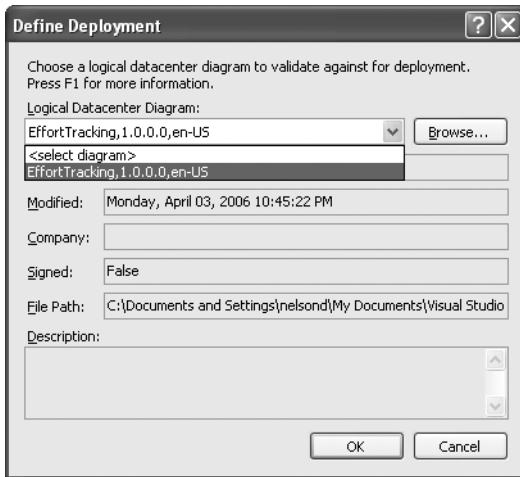 Define Deployment
Choose a logical datacenter diagram to validate against for deployment.
Press F1 for more information.
Logical Datacenter Diagram:
EffortTracking,1.0.0.0,en-US
Browse...
<select diagram>
EffortTracking,1.0.0.0,en-US
Modified:
Monday, April 03, 2006 10:45:22 PM
Company:
Signed:
False
File Path:
C:\Documents and Settings\nelsond\My Documents\Visual Studio
Description:
OK
Cancel